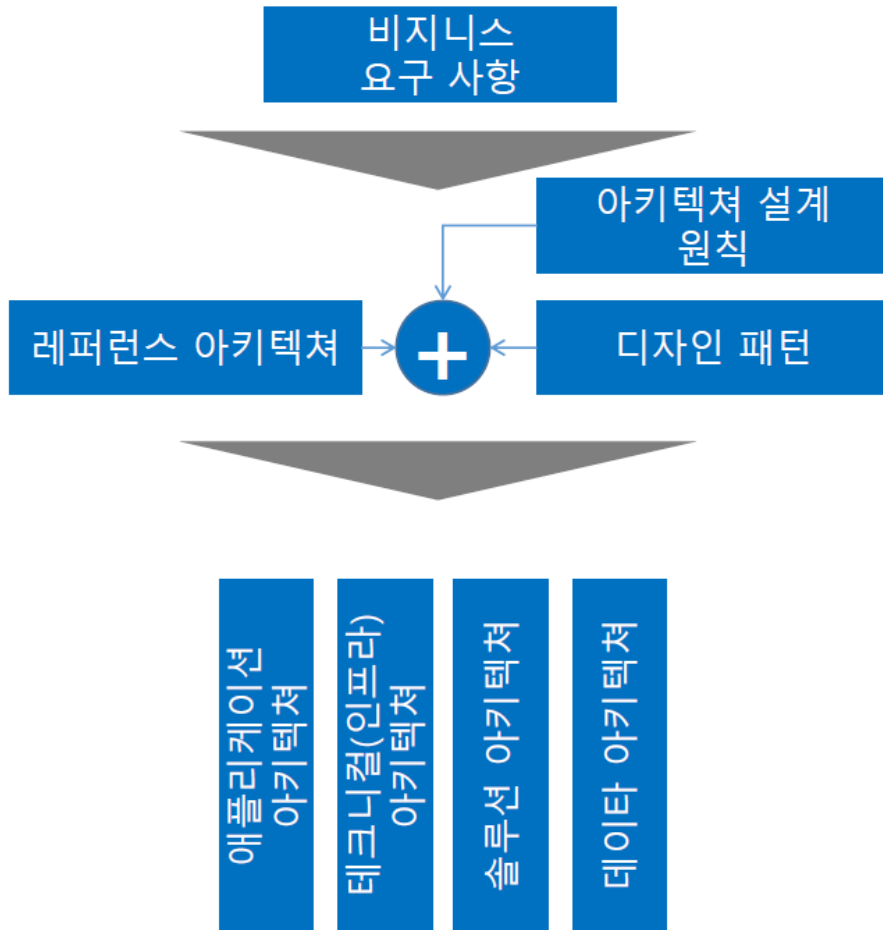 비지니스
요구 사항
아키텍쳐 설계
원칙
레퍼런스 아키텍쳐
+
디자인 패턴
애플리케이션
아키텍쳐
테크니컬(인프라)
아키텍쳐
솔루션 아키텍쳐
데이타 아키텍쳐